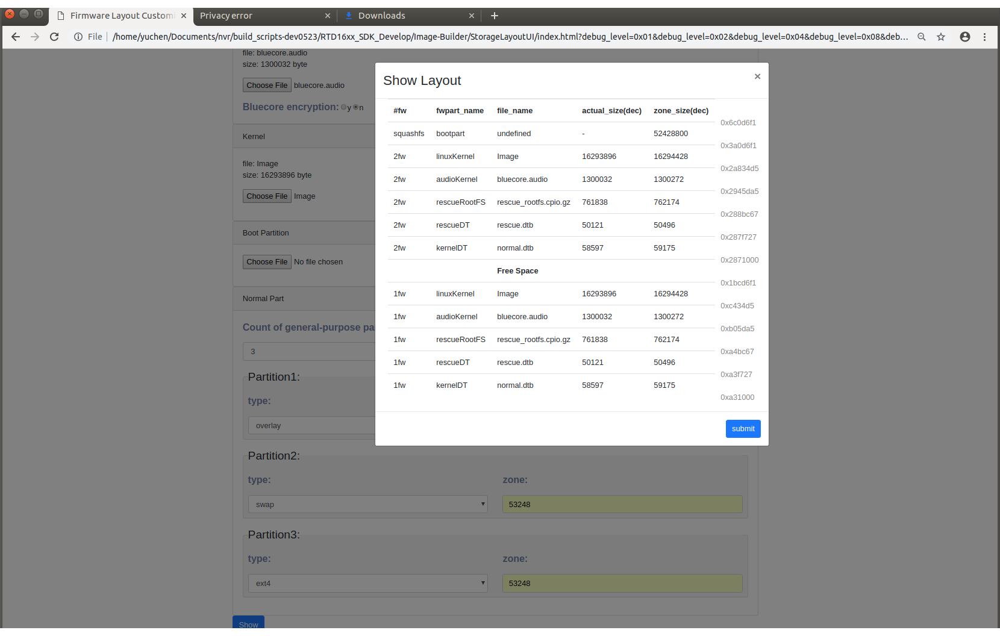 Firmware Layout Custom
Privacy error
Downloads
File /home/yuchen/Documents/nvr/build_scripts-dev0523/RTD16xx_SDK_Develop/Image-Builder/StorageLayoutUI/index.html?debug_level=0x01&debug_level=0x02&debug_level=0x04&debug_level=0x08&deb...
file: bluecore.audio
size: 1300032 byte
Choose File bluecore.audio
Bluecore encryption: y n
Kernel
file: Image
size: 16293896 byte
Choose File Image
Boot Partition
Choose File No file chosen
Normal Part
Count of general-purpose pa
3
Partition1:
type:
overlay
Partition2:
type: zone:
swap 53248
Partition3:
type: zone:
ext4 53248
Show
Show Layout ×
#fw fwpart_name file_name actual_size(dec) zone_size(dec)
0x6c0d6f1
squashfs bootpart undefined - 52428800
0x3a0d6f1
2fw linuxKernel Image 16293896 16294428
0x2a834d5
2fw audioKernel bluecore.audio 1300032 1300272
0x2945da5
2fw rescueRootFS rescue_rootfs.cpio.gz 761838 762174
0x288bc67
2fw rescueDT rescue.dtb 50121 50496
0x287f727
2fw kernelDT normal.dtb 58597 59175
0x2871000
Free Space
0x1bcd6f1
1fw linuxKernel Image 16293896 16294428
0xc434d5
1fw audioKernel bluecore.audio 1300032 1300272
0xb05da5
1fw rescueRootFS rescue_rootfs.cpio.gz 761838 762174
0xa4bc67
1fw rescueDT rescue.dtb 50121 50496
0xa3f727
1fw kernelDT normal.dtb 58597 59175
0xa31000
submit